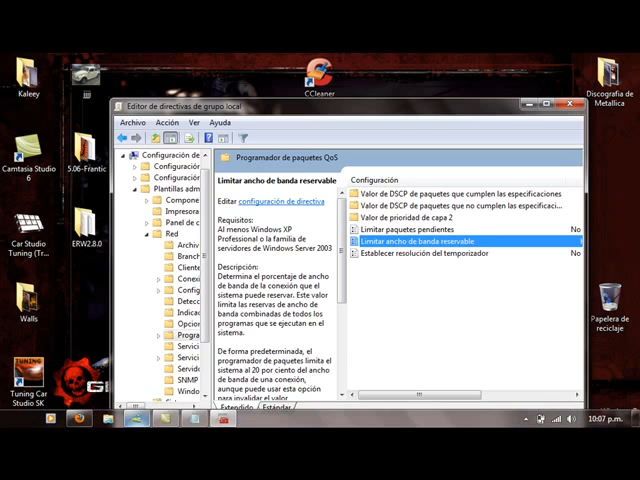 Kaleey
jjjj
CCleaner
Discografia de
Metallica
Camtasia Studio
6
5.06-Frantic
Car Studio
Tuning (Tr...
ERW2.8.0
Walls
Tuning Car
Studio SK
TUNING
Papelera de
reciclaje
Editor de directivas de grupo local
Archivo Acción Ver Ayuda
Configuración de
Configuración
Configuración
Plantillas adm
Compone
Impresora
Panel de c
Red
Archiv
Branch
Cliente
Conexi
Config
Detecc
Indicad
Opcion
Progra
Servici
Servici
SNMP
Window
Programador de paquetes QoS
Limitar ancho de banda reservable
Editar configuración de directiva
Requisitos:
Al menos Windows XP
Professional o la familia de
servidores de Windows Server 2003
Descripción:
Determina el porcentaje de ancho
de banda de la conexión que el
sistema puede reservar. Este valor
limita las reservas de ancho de
banda combinadas de todos los
programas que se ejecutan en el
sistema.
De forma predeterminada, el
programador de paquetes limita el
sistema al 20 por ciento del ancho
de banda de una conexión,
aunque puede usar esta opción
para invalidar el valor
Configuración
Valor de DSCP de paquetes que cumplen las especificaciones
Valor de DSCP de paquetes que no cumplen las especificaci...
Valor de prioridad de capa 2
Limitar paquetes pendientes No
Limitar ancho de banda reservable
Establecer resolución del temporizador No
Extendido Estándar
10:07 p.m.